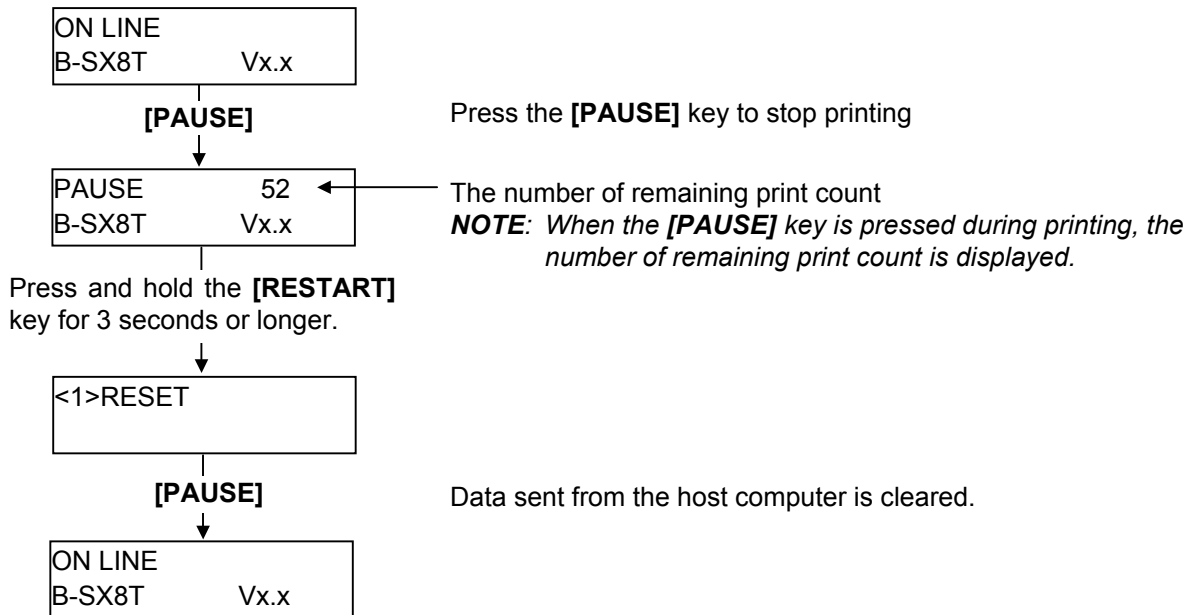 ON LINE
B-SX8T Vx.x
[PAUSE] Press the [PAUSE] key to stop printing
PAUSE 52 The number of remaining print count
B-SX8T Vx.x NOTE: When the [PAUSE] key is pressed during printing, the
number of remaining print count is displayed.
Press and hold the [RESTART]
key for 3 seconds or longer.
<1>RESET
[PAUSE] Data sent from the host computer is cleared.
ON LINE
B-SX8T Vx.x